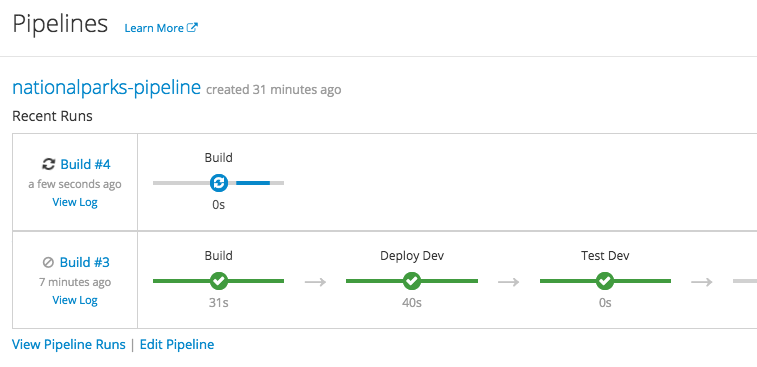 Pipelines Learn More
nationalparks-pipeline created 31 minutes ago
Recent Runs
Build #4
a few seconds ago
View Log
Build
0s
Build #3
7 minutes ago
View Log
Build
31s
Deploy Dev
40s
Test Dev
0s
View Pipeline Runs | Edit Pipeline